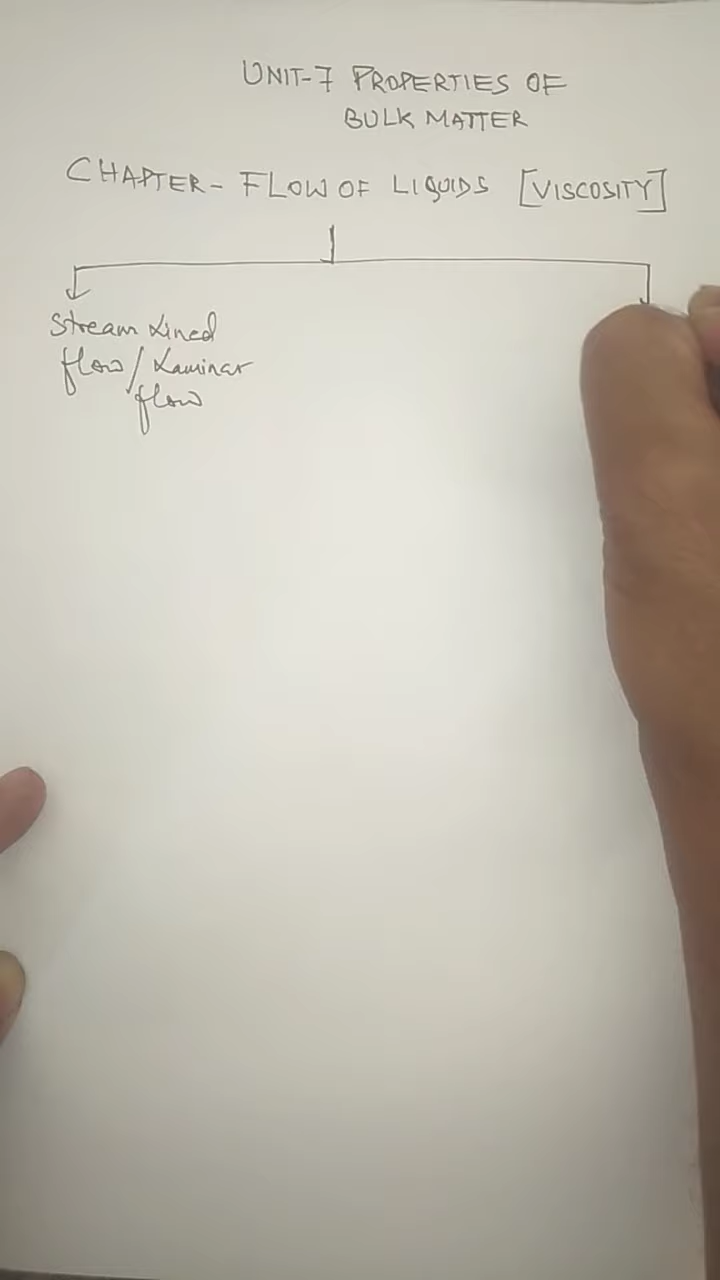 UNIT-7 PROPERTIES OF
BULK MATTER
CHAPTER- FLOW OF LIQUIDS [VISCOSITY]
Stream Lined
flow/Laminar
flow